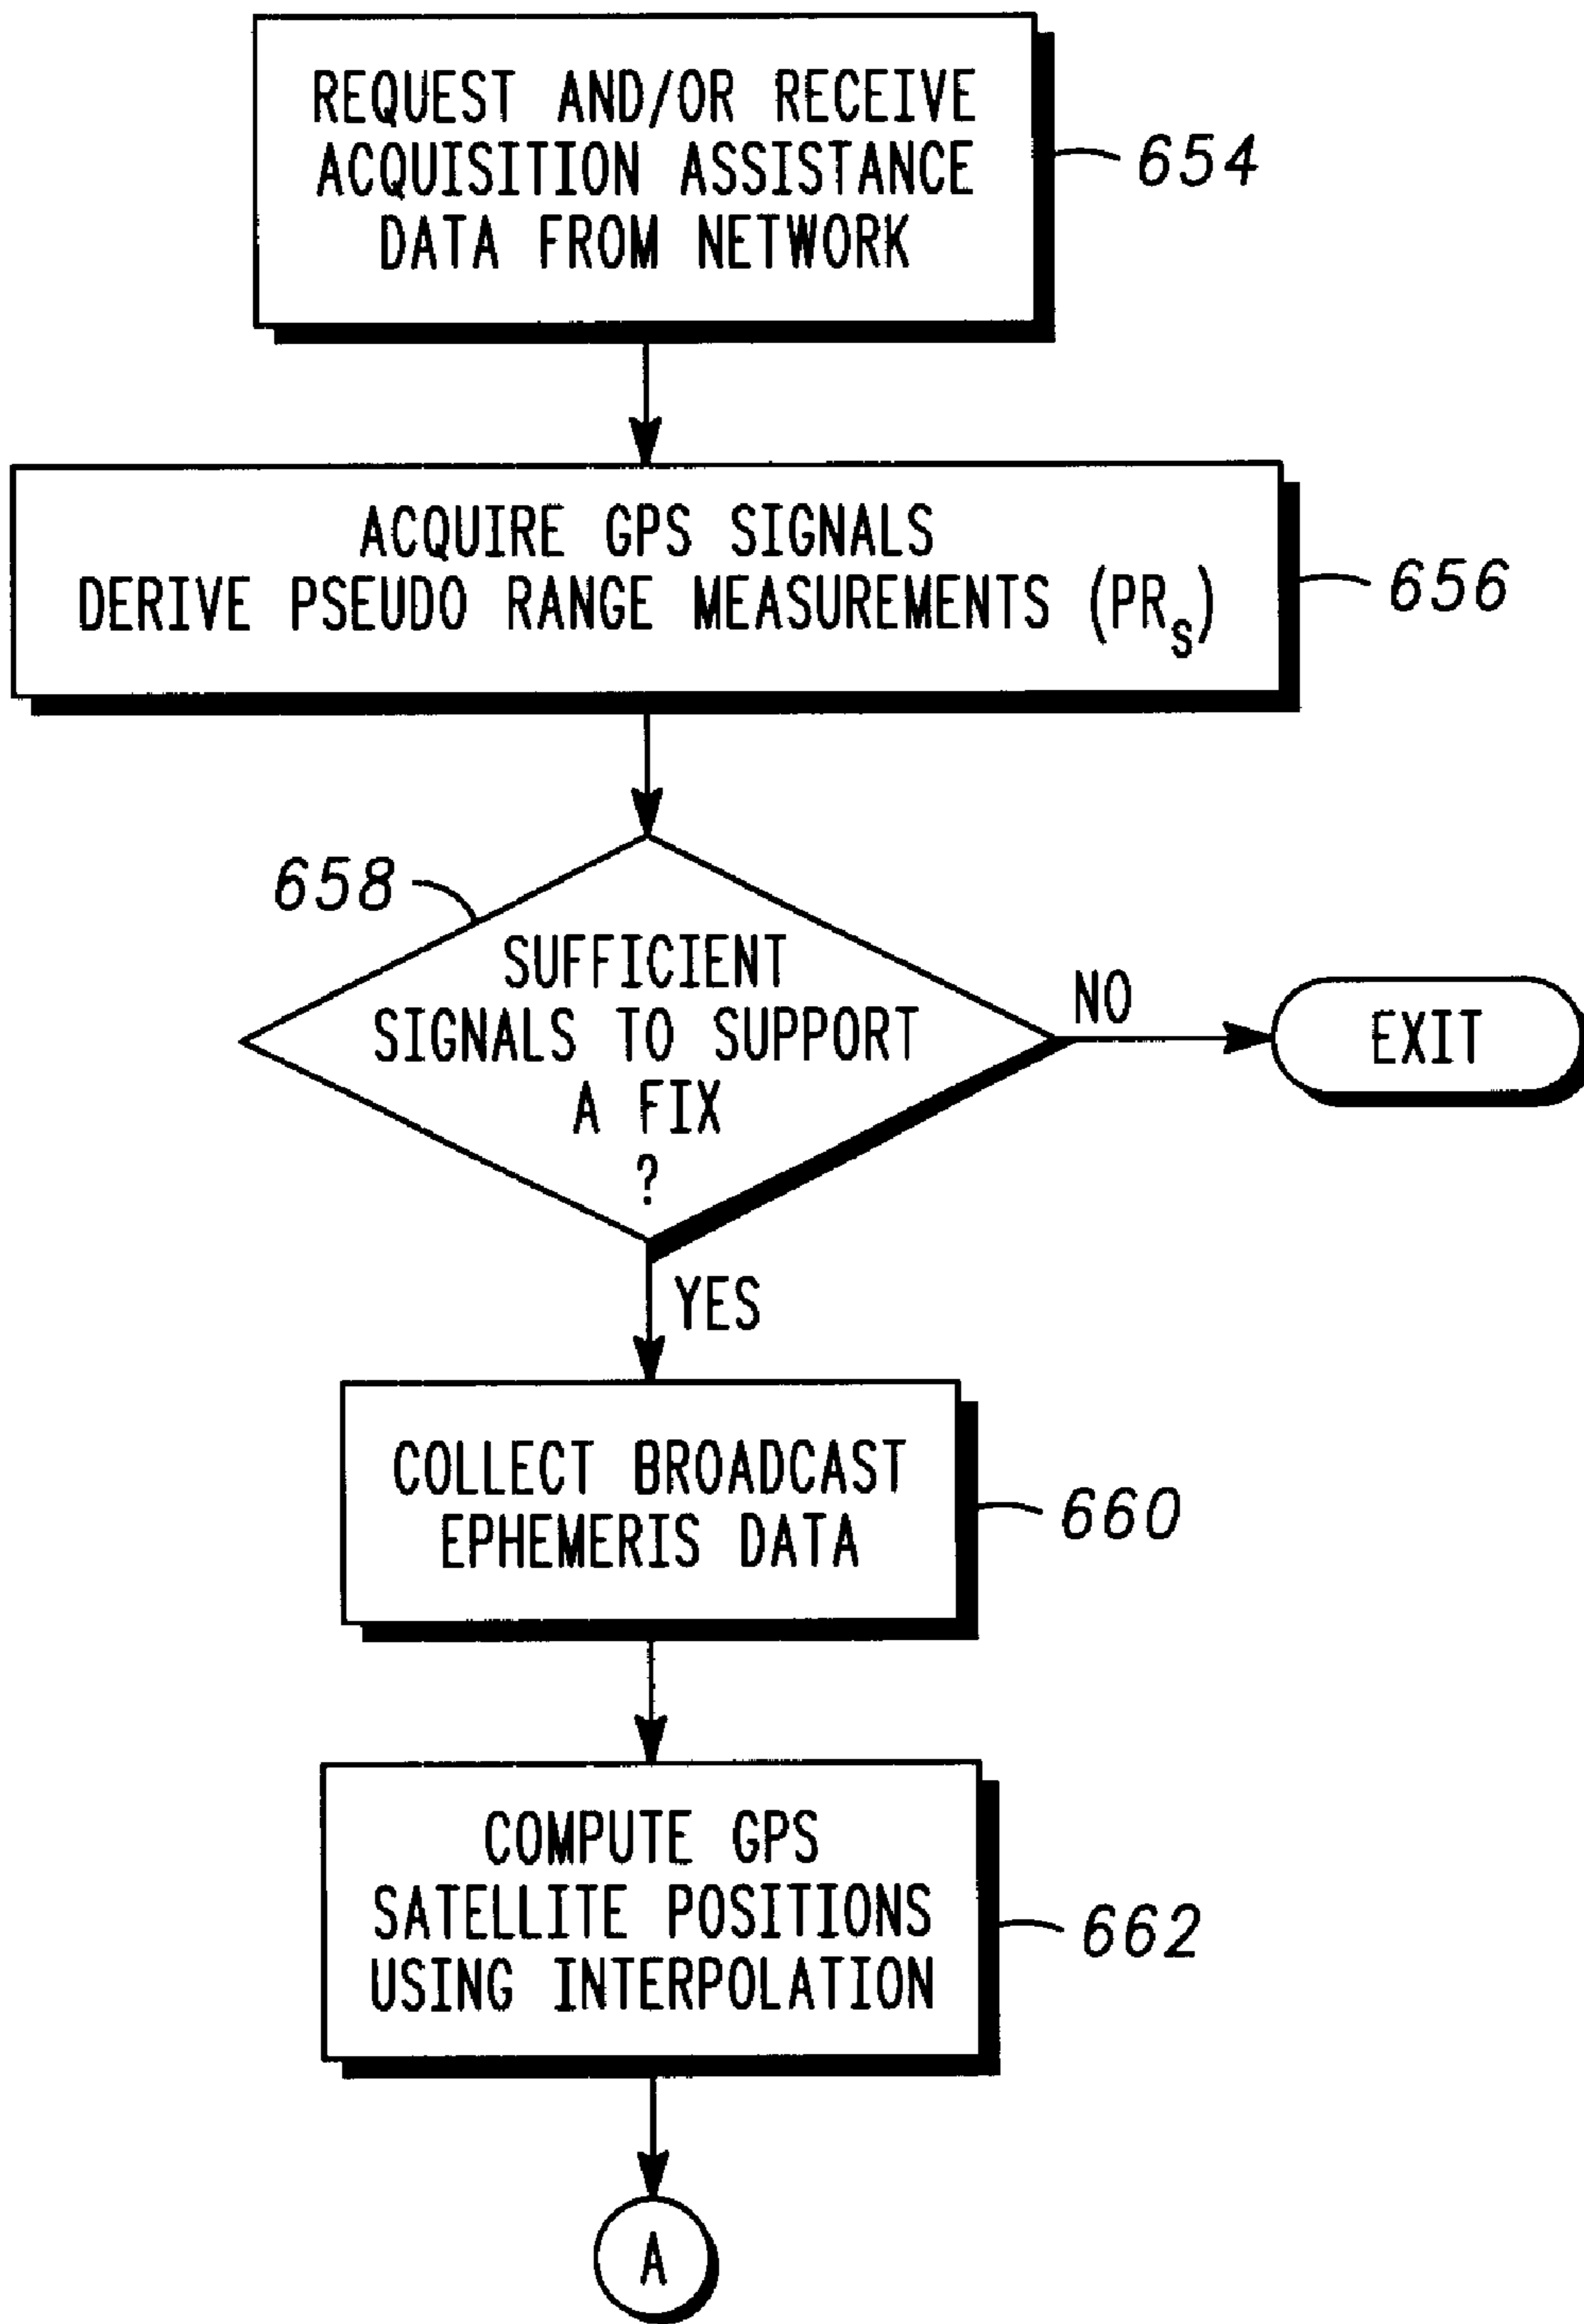 REQUEST AND/OR RECEIVE
ACQUISITION ASSISTANCE
DATA FROM NETWORK
654
ACQUIRE GPS SIGNALS
DERIVE PSEUDO RANGE MEASUREMENTS (PRs)
656
658
SUFFICIENT
SIGNALS TO SUPPORT
A FIX
?
NO
EXIT
YES
COLLECT BROADCAST
EPHEMERIS DATA
660
COMPUTE GPS
SATELLITE POSITIONS
USING INTERPOLATION
662
A